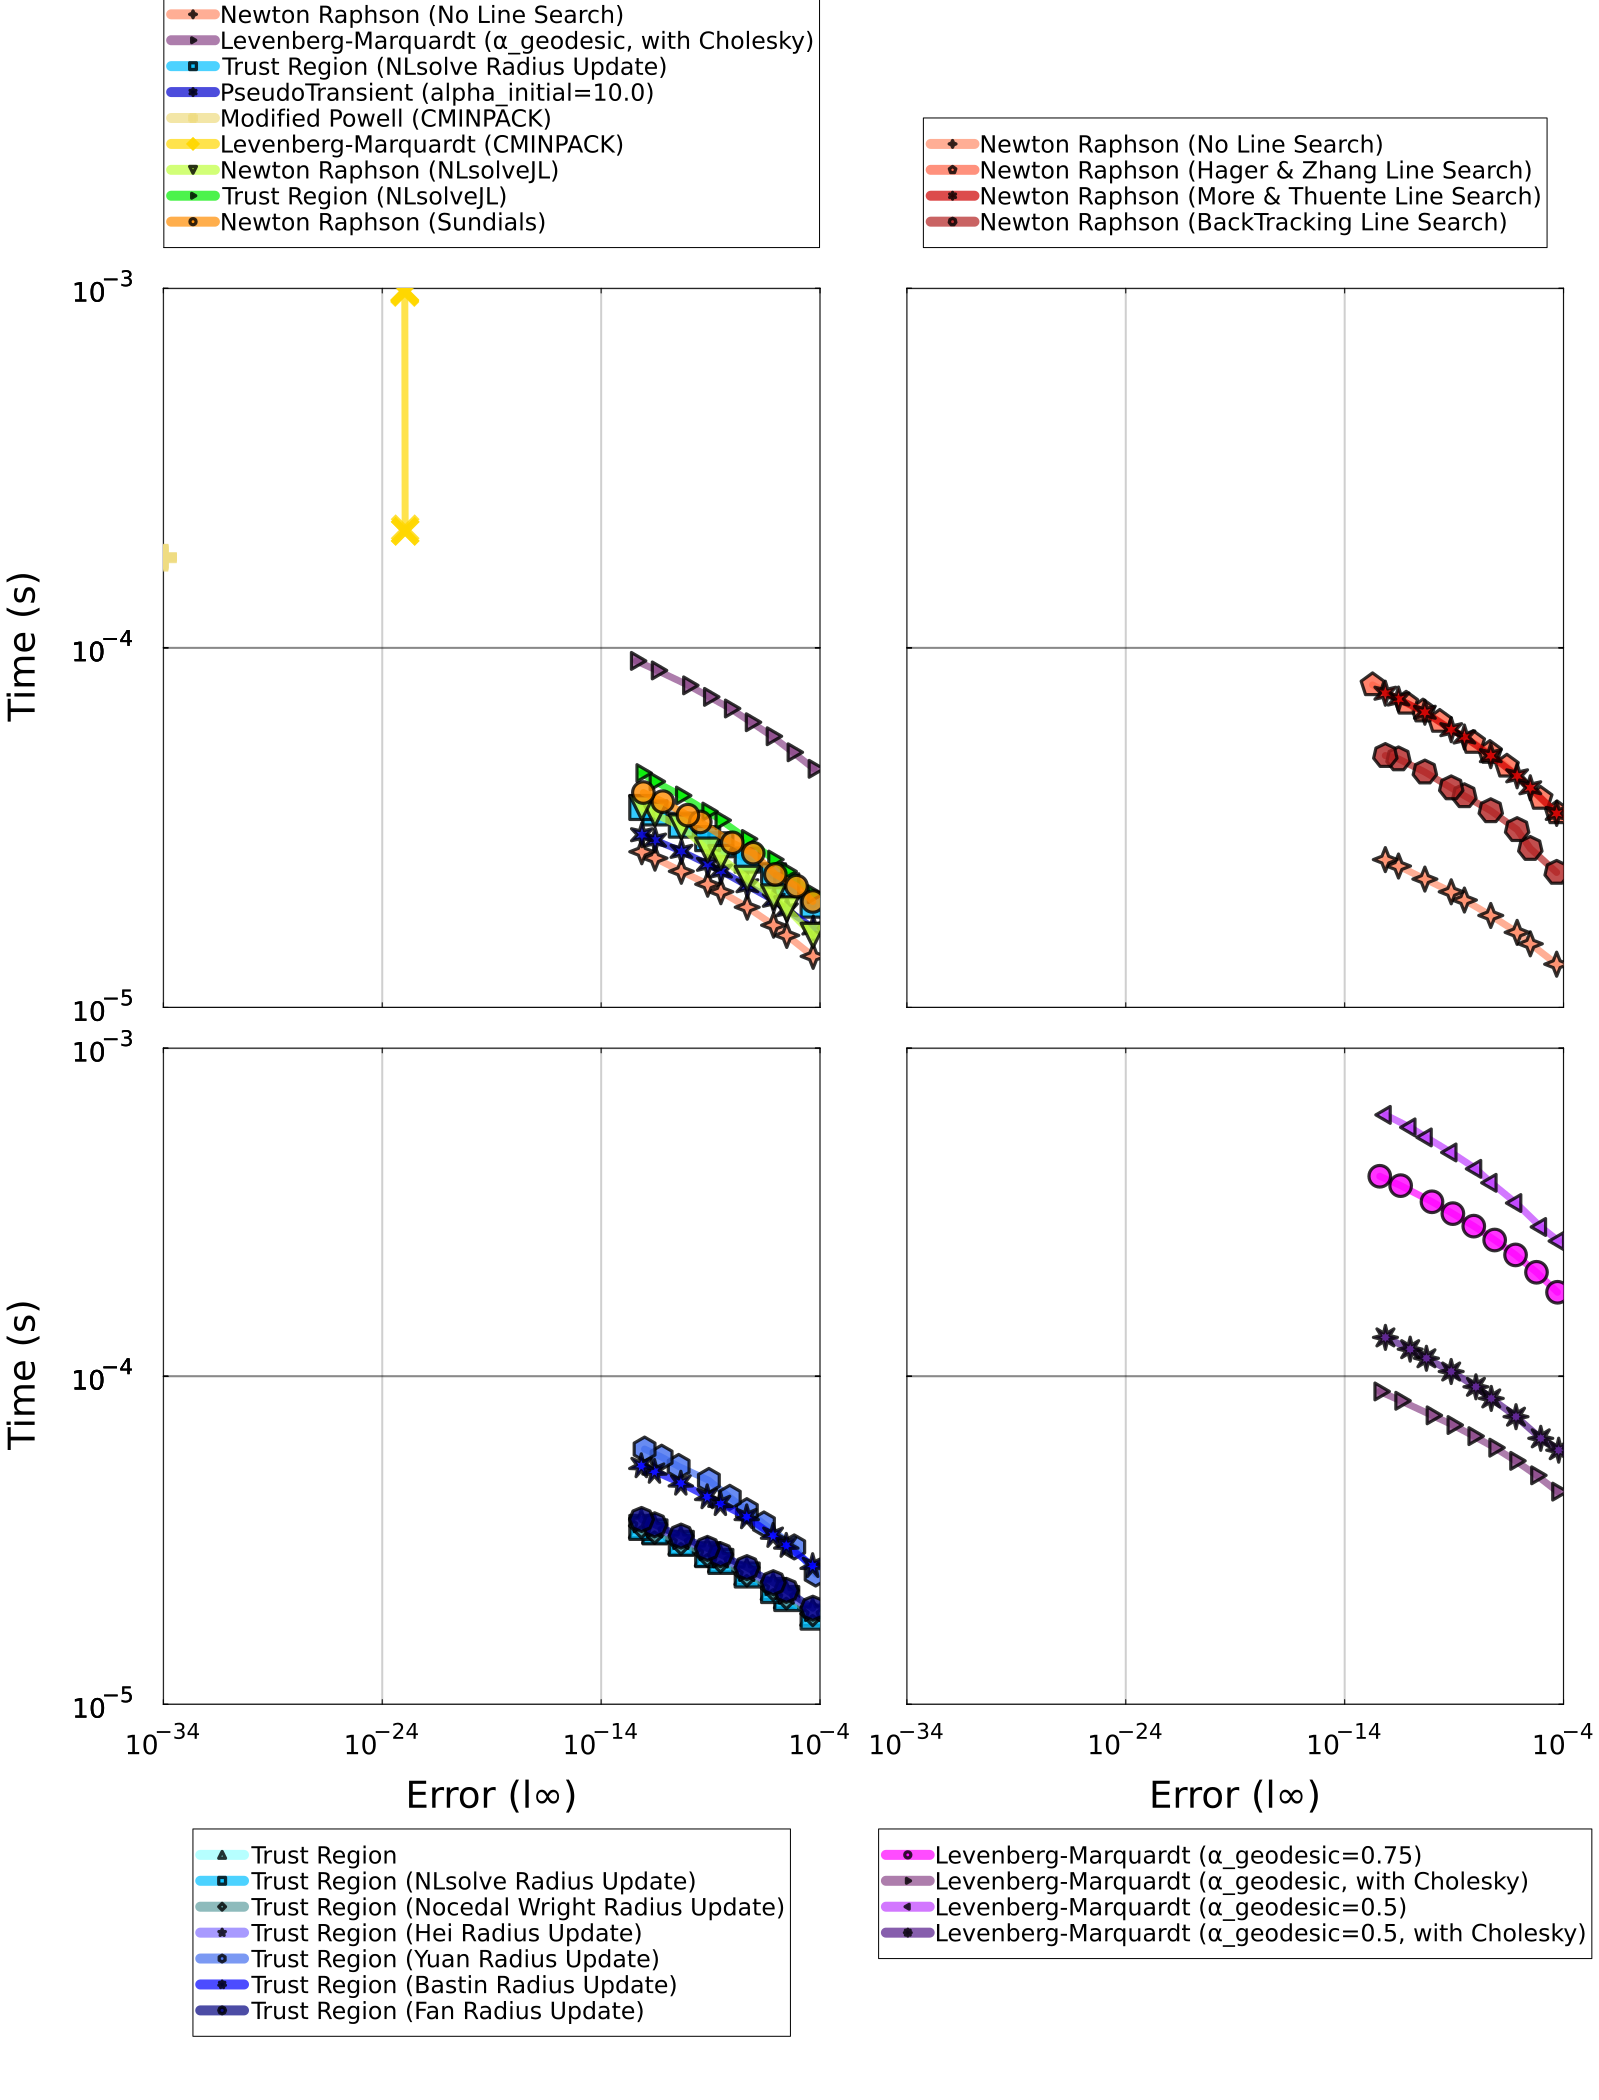 Newton Raphson (No Line Search)
Levenberg-Marquardt (α_geodesic, with Cholesky)
Trust Region (NLsolve Radius Update)
PseudoTransient (alpha_initial=10.0)
Modified Powell (CMINPACK)
Levenberg-Marquardt (CMINPACK)
Newton Raphson (NLsolveJL)
Trust Region (NLsolveJL)
Newton Raphson (Sundials)
Newton Raphson (No Line Search)
Newton Raphson (Hager & Zhang Line Search)
Newton Raphson (More & Thuente Line Search)
Newton Raphson (BackTracking Line Search)
10⁻³
10⁻⁴
10⁻⁵
Time (s)
10⁻³
10⁻⁴
10⁻⁵
Time (s)
10⁻³⁴ 10⁻²⁴ 10⁻¹⁴ 10⁻⁴
Error (l∞)
10⁻³⁴ 10⁻²⁴ 10⁻¹⁴ 10⁻⁴
Error (l∞)
Trust Region
Trust Region (NLsolve Radius Update)
Trust Region (Nocedal Wright Radius Update)
Trust Region (Hei Radius Update)
Trust Region (Yuan Radius Update)
Trust Region (Bastin Radius Update)
Trust Region (Fan Radius Update)
Levenberg-Marquardt (α_geodesic=0.75)
Levenberg-Marquardt (α_geodesic, with Cholesky)
Levenberg-Marquardt (α_geodesic=0.5)
Levenberg-Marquardt (α_geodesic=0.5, with Cholesky)